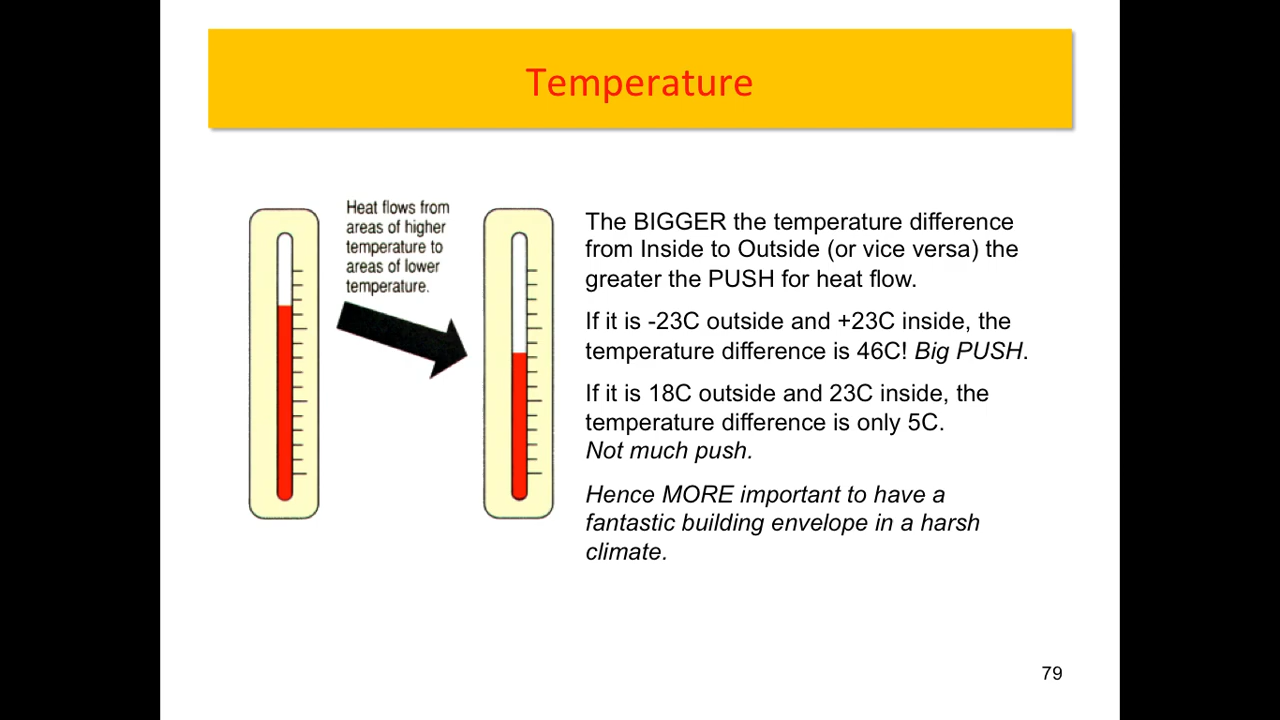 Temperature
Heat flows from
areas of higher
temperature to
areas of lower
temperature.
The BIGGER the temperature difference
from Inside to Outside (or vice versa) the
greater the PUSH for heat flow.
If it is -23C outside and +23C inside, the
temperature difference is 46C! Big PUSH.
If it is 18C outside and 23C inside, the
temperature difference is only 5C.
Not much push.
Hence MORE important to have a
fantastic building envelope in a harsh
climate.
79